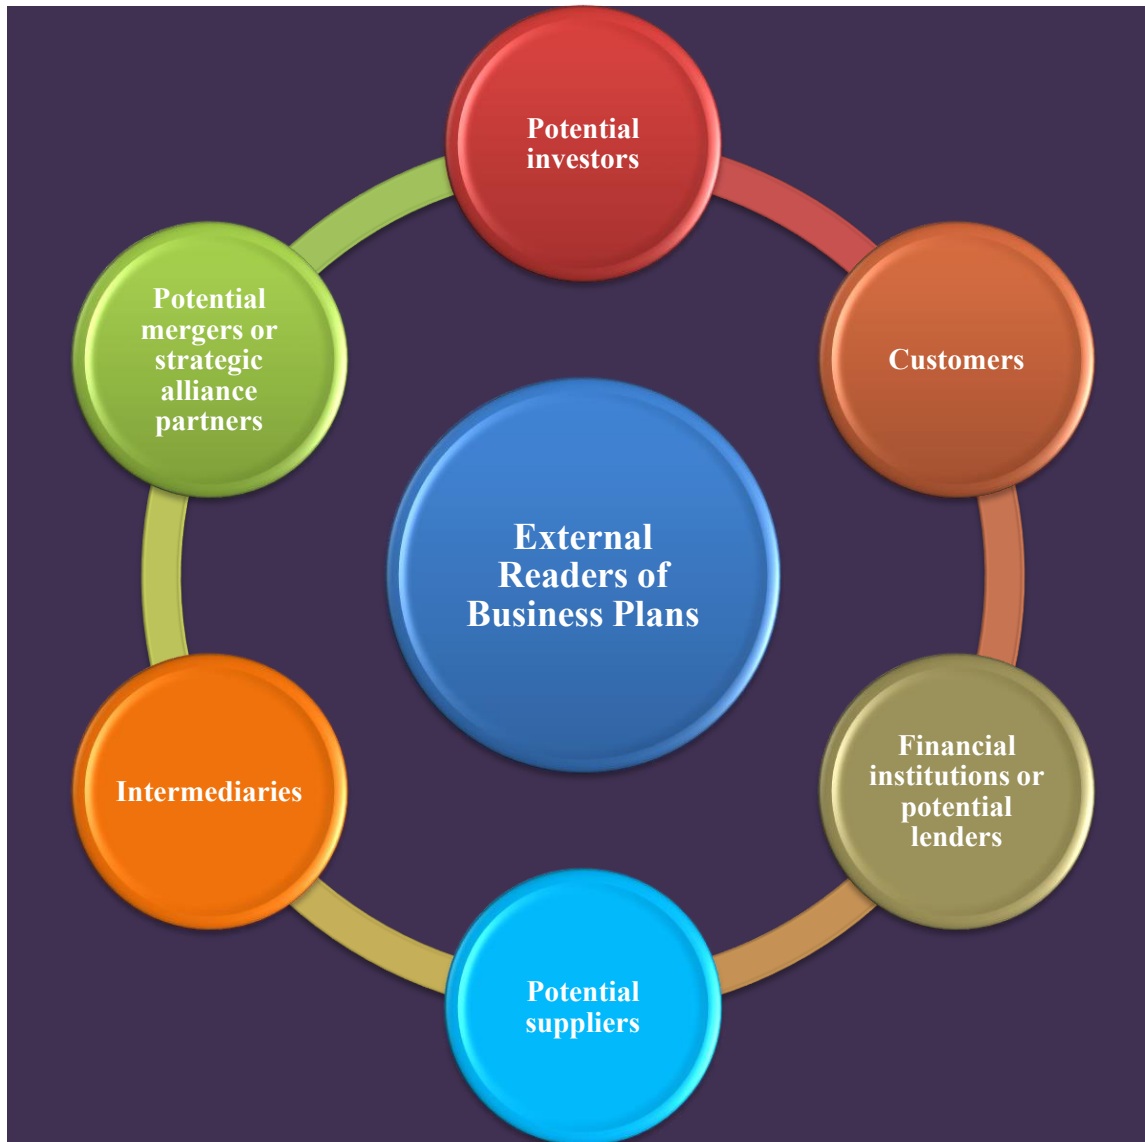 Potential
investors
Customers
Financial
institutions or
potential
lenders
Potential
suppliers
Intermediaries
Potential
mergers or
strategic
alliance
partners
External
Readers of
Business Plans